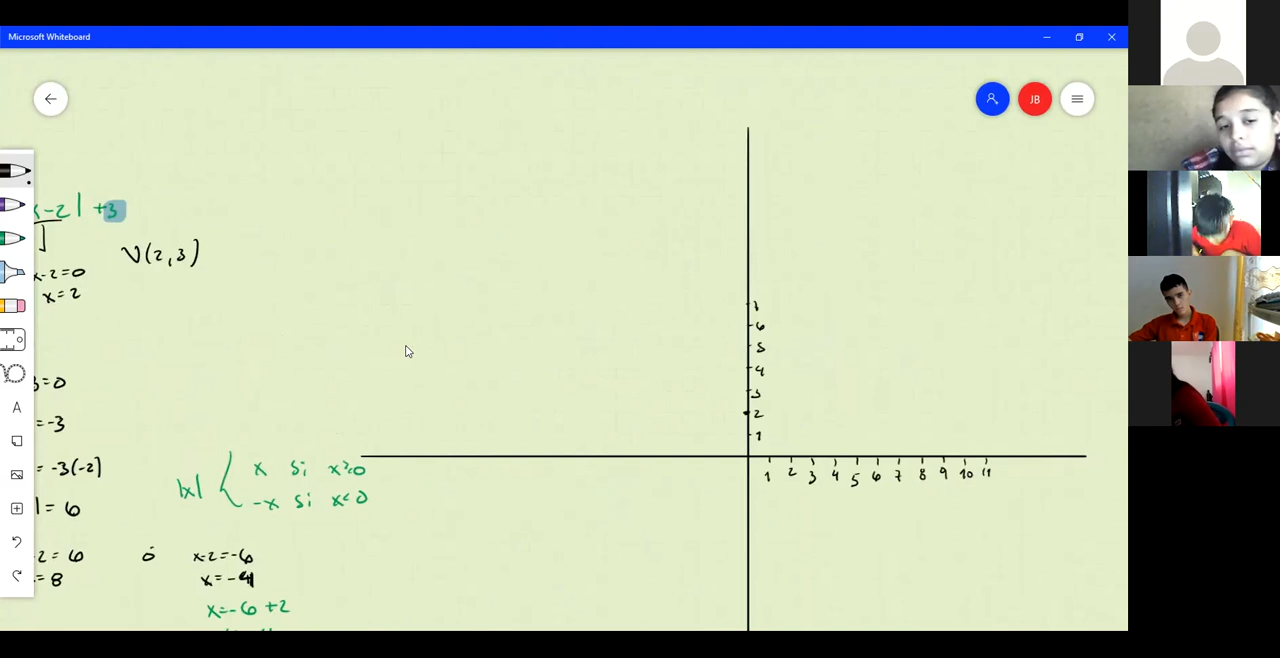 Microsoft Whiteboard
JB
x-2| +3
V(2,3)
x-2=0
x=2
3=0
=-3
=-3(-2)
|=6
|x| { x si x≥0
-x si x<0
-2=6 ó x-2=-6
=8 x=-4
x=-6+2
7
6
5
4
3
2
1
1 2 3 4 5 6 7 8 9 10 11
A